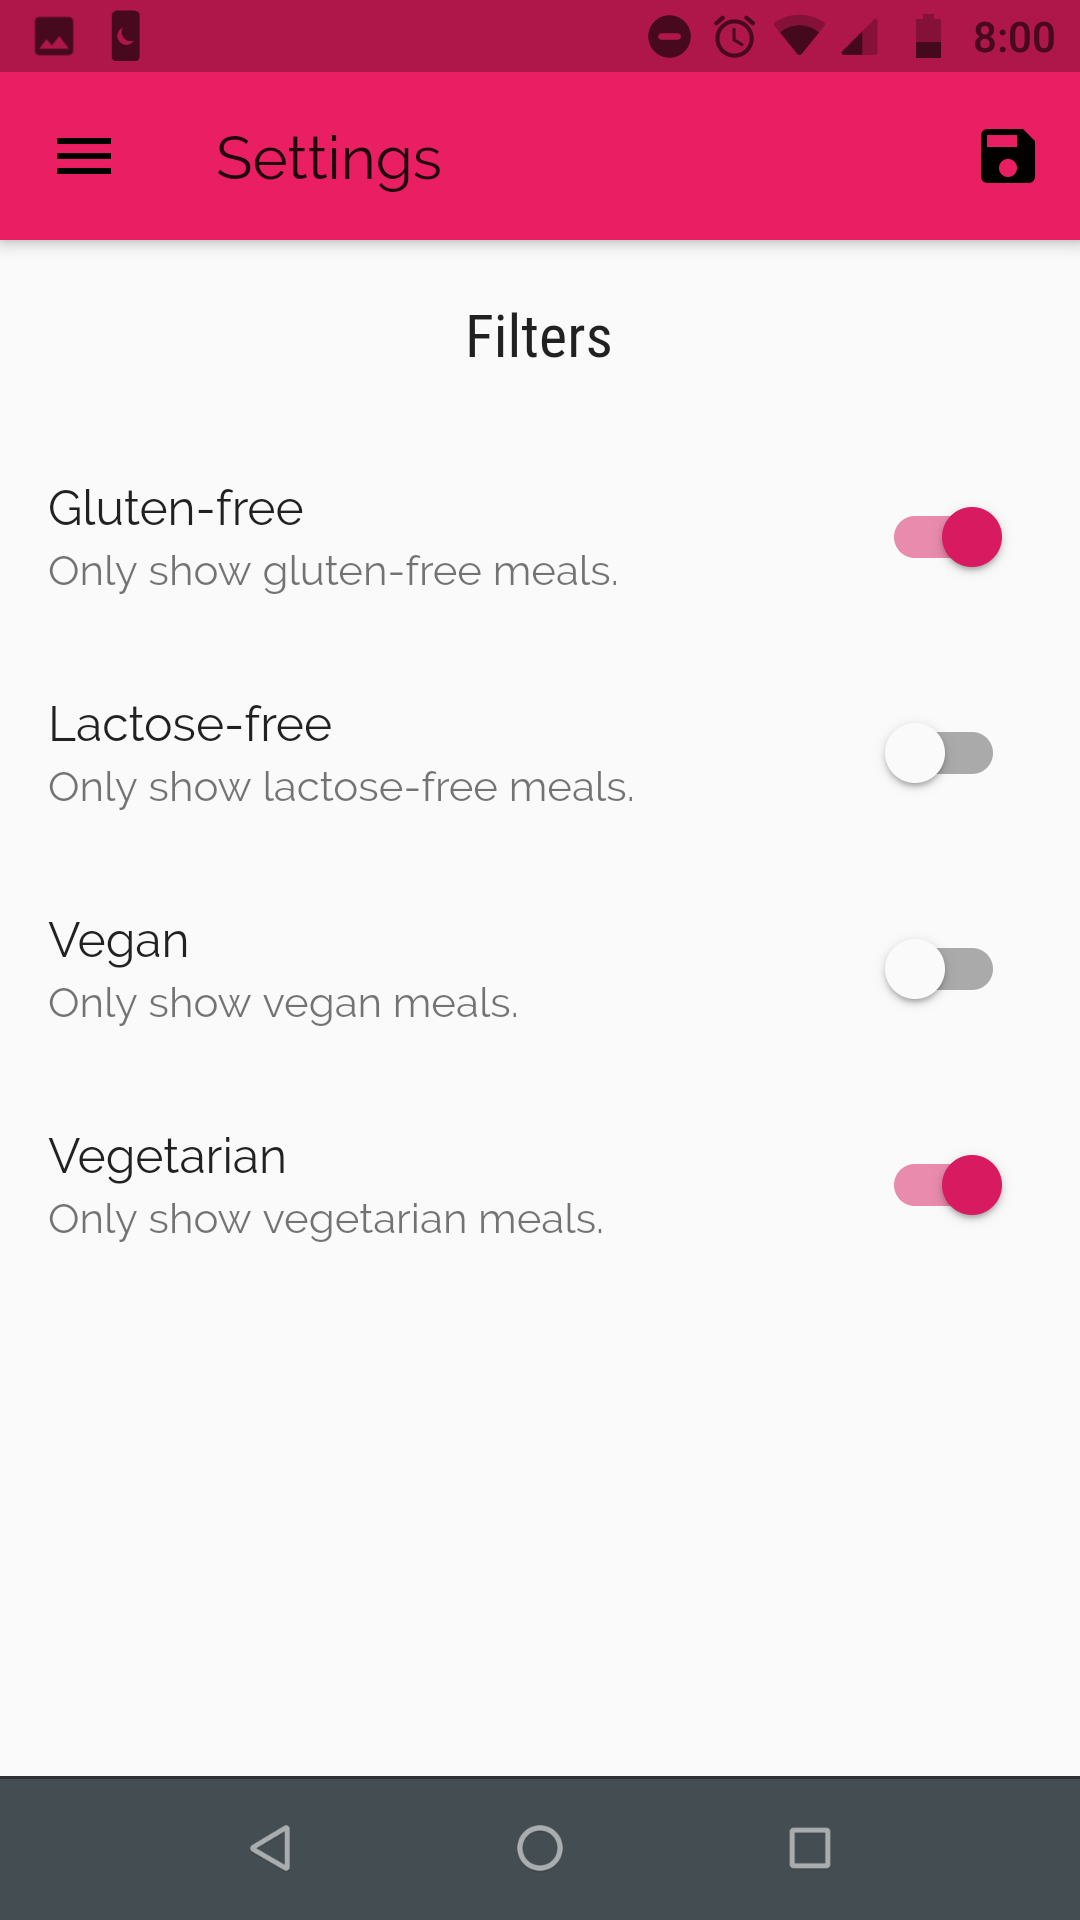 8:00
Settings
Filters
Gluten-free
Only show gluten-free meals.
Lactose-free
Only show lactose-free meals.
Vegan
Only show vegan meals.
Vegetarian
Only show vegetarian meals.